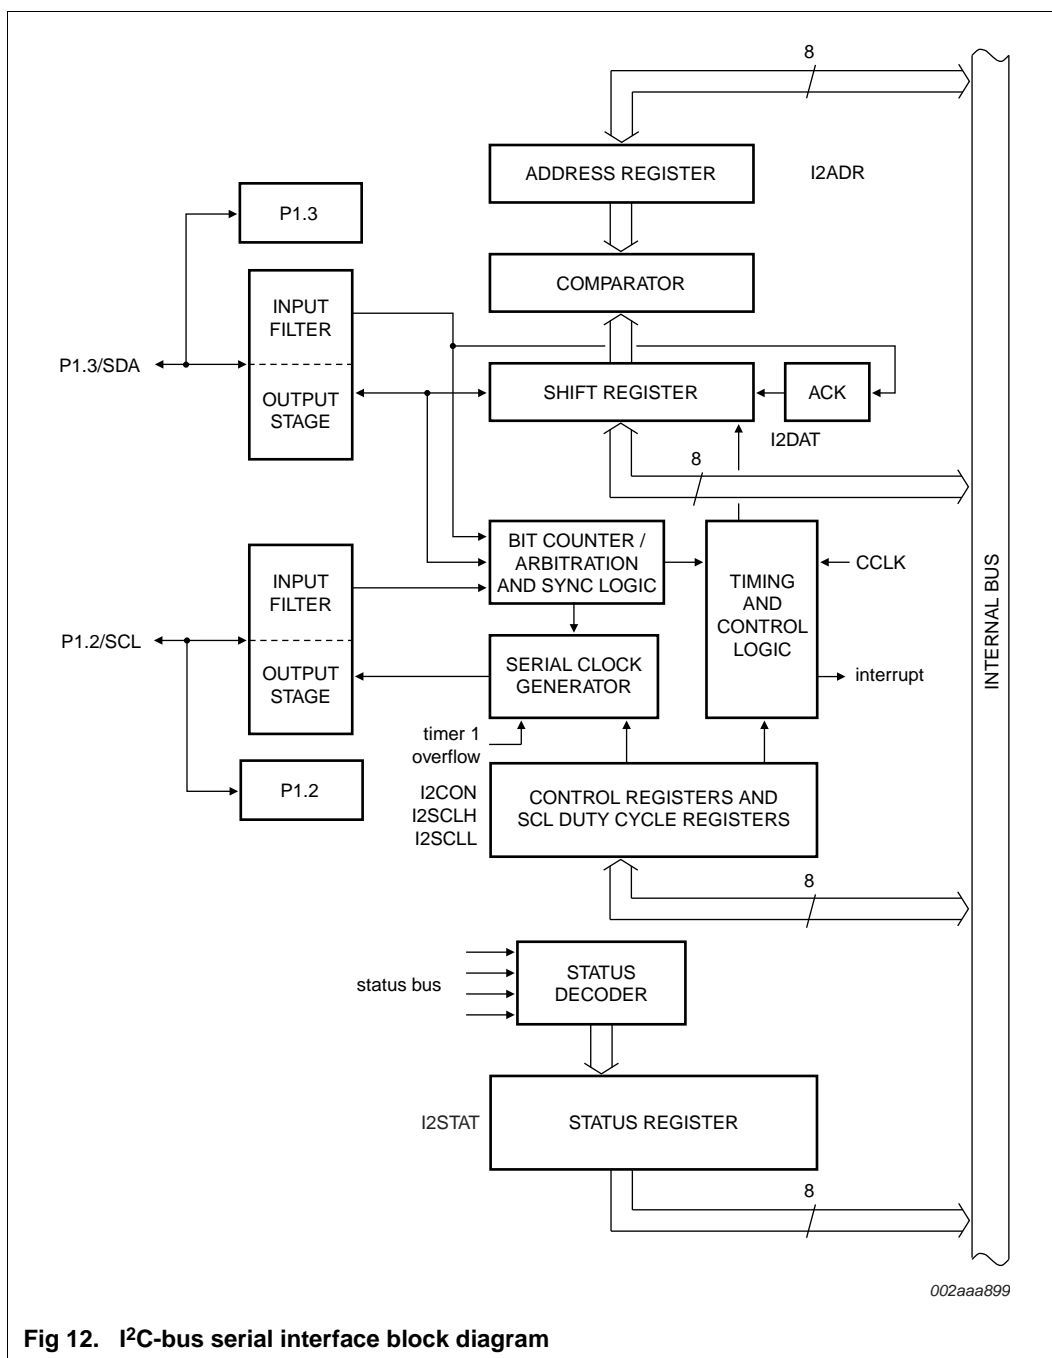 8
ADDRESS REGISTER
I2ADR
P1.3
COMPARATOR
INPUT
FILTER
P1.3/SDA
OUTPUT
STAGE
SHIFT REGISTER
ACK
I2DAT
8
BIT COUNTER /
ARBITRATION
AND SYNC LOGIC
INPUT
FILTER
TIMING
AND
CONTROL
LOGIC
CCLK
INTERNAL BUS
P1.2/SCL
OUTPUT
STAGE
SERIAL CLOCK
GENERATOR
interrupt
timer 1
overflow
P1.2
I2CON
I2SCLH
I2SCLL
CONTROL REGISTERS AND
SCL DUTY CYCLE REGISTERS
8
status bus
STATUS
DECODER
I2STAT
STATUS REGISTER
8
002aaa899
Fig 12. I²C-bus serial interface block diagram